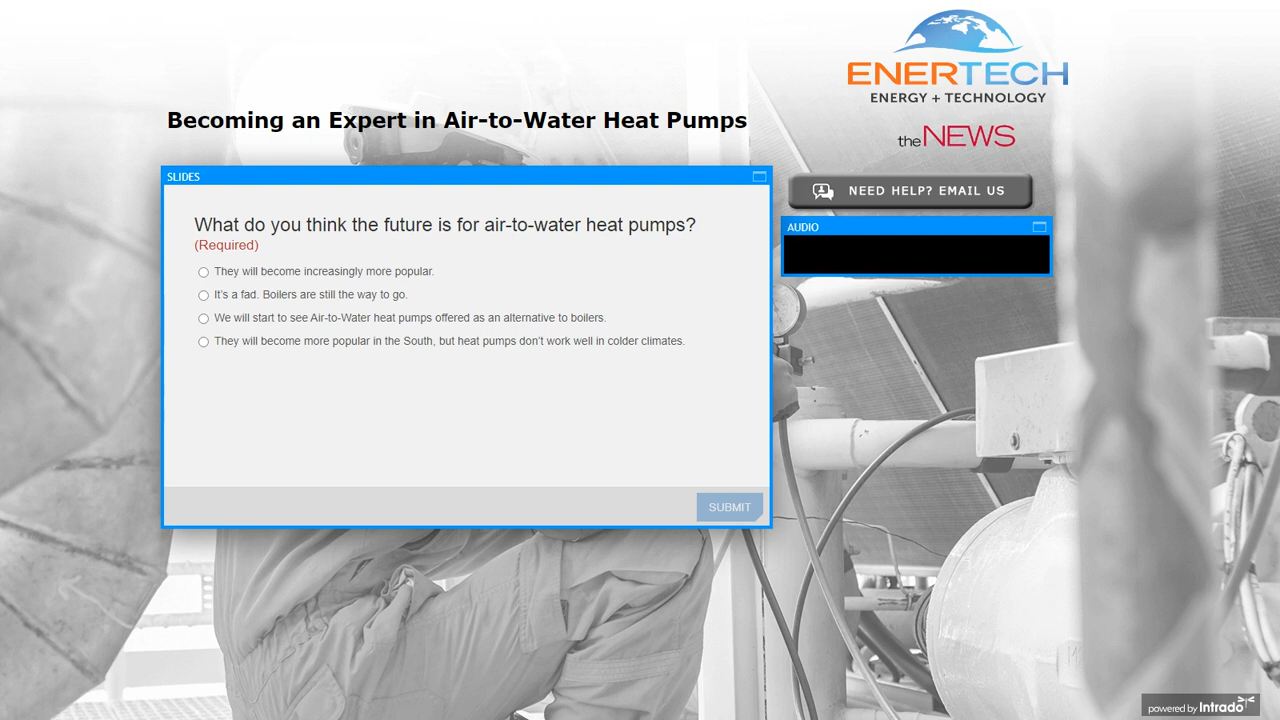 ENERTECH
ENERGY + TECHNOLOGY
Becoming an Expert in Air-to-Water Heat Pumps
the NEWS
SLIDES
NEED HELP? EMAIL US
AUDIO
What do you think the future is for air-to-water heat pumps?
(Required)
They will become increasingly more popular.
It's a fad. Boilers are still the way to go.
We will start to see Air-to-Water heat pumps offered as an alternative to boilers.
They will become more popular in the South, but heat pumps don't work well in colder climates.
SUBMIT
powered by Intrado